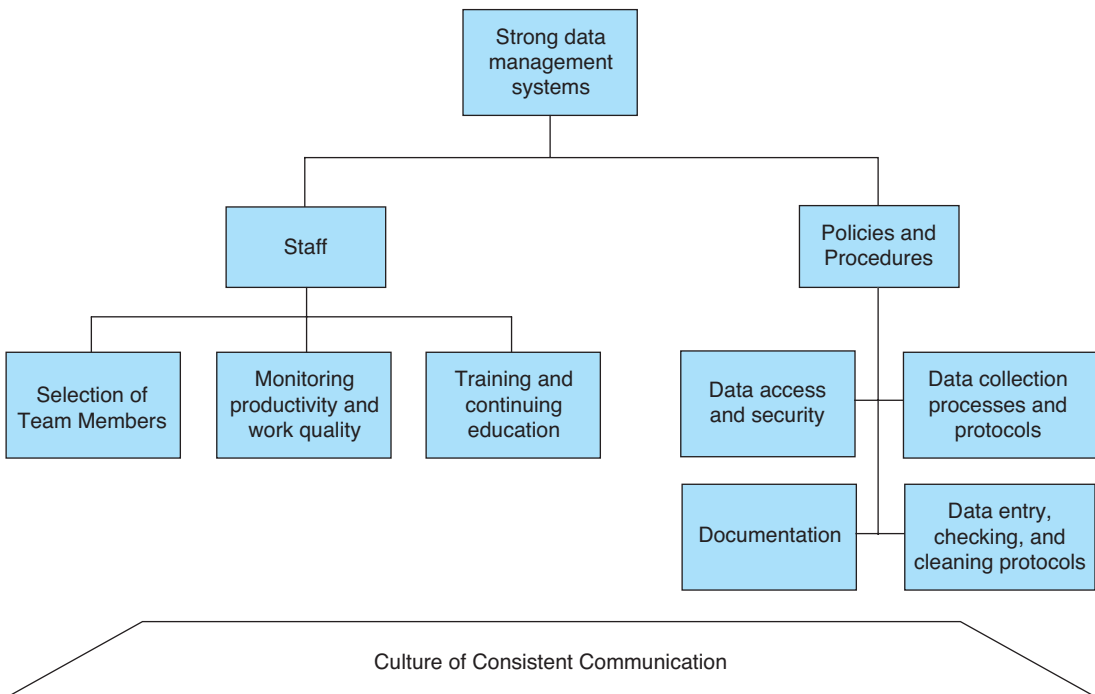 Strong data
management
systems
Staff
Policies and
Procedures
Selection of
Team Members
Monitoring
productivity and
work quality
Training and
continuing
education
Data access
and security
Data collection
processes and
protocols
Documentation
Data entry,
checking, and
cleaning protocols
Culture of Consistent Communication